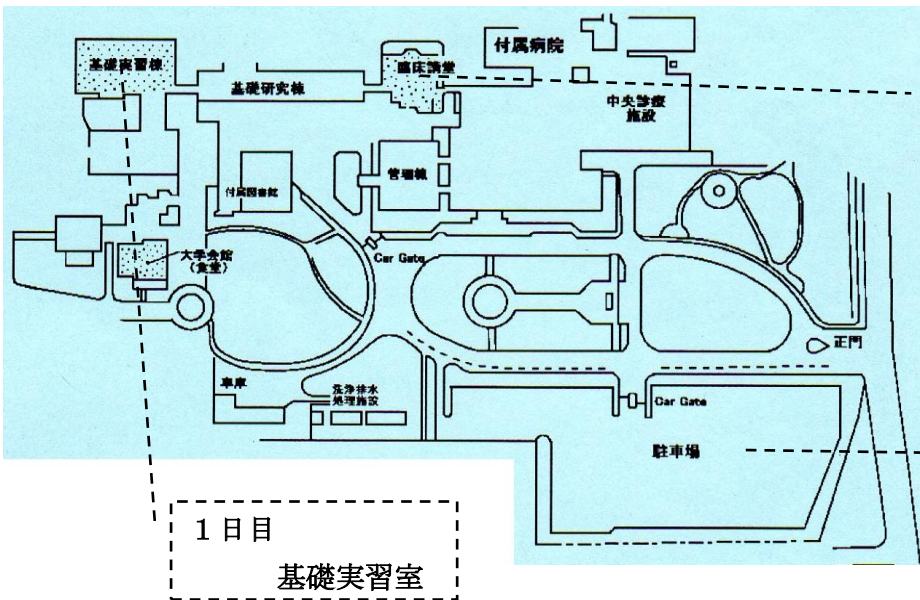 付属病院
基礎実習棟
臨床講堂
基礎研究棟
中央診療
施設
管理棟
付属図書館
大学会館
（食堂）
Car Gate
正門
車庫
洗浄排水
処理施設
Car Gate
駐車場
１日目
基礎実習室